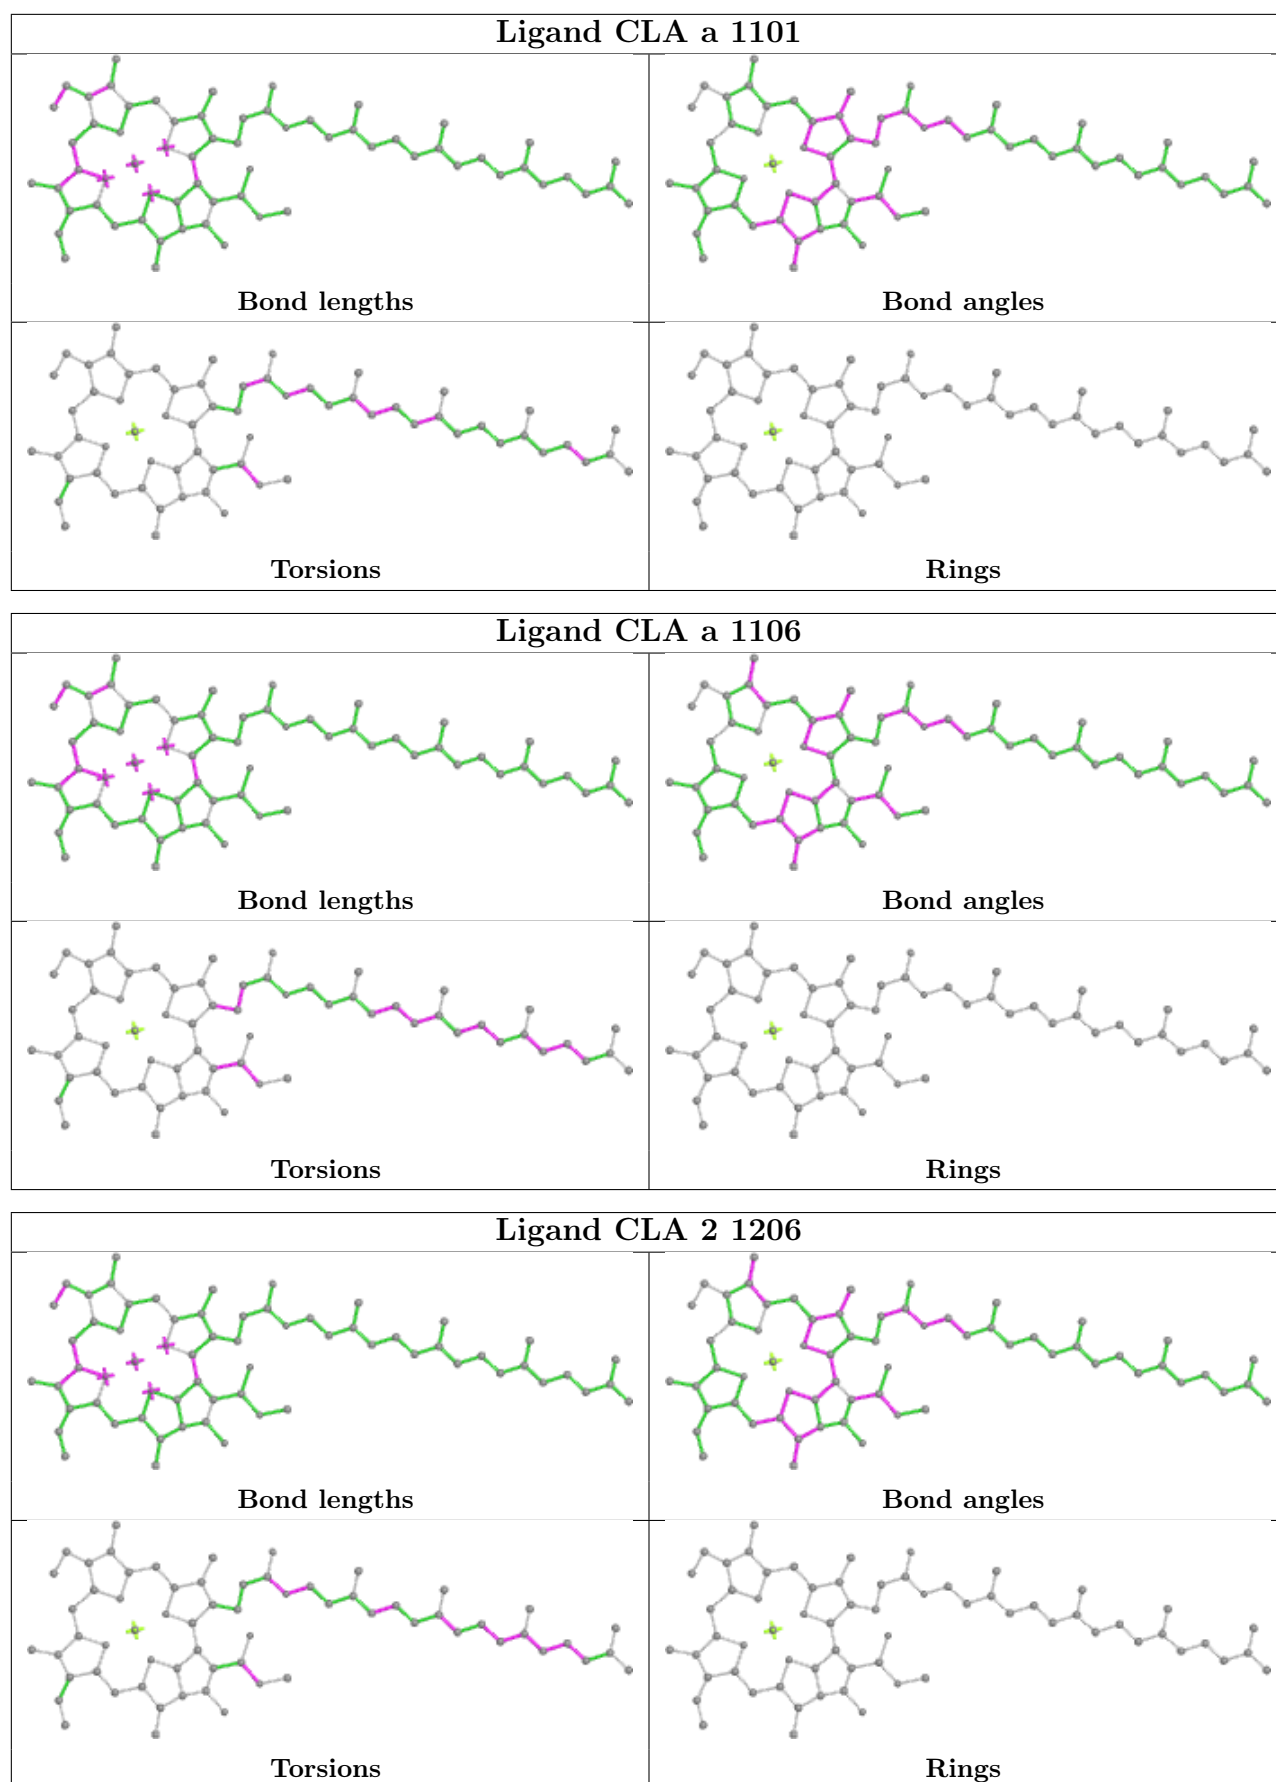 Ligand CLA a 1101
Bond lengths
Bond angles
Torsions
Rings
Ligand CLA a 1106
Bond lengths
Bond angles
Torsions
Rings
Ligand CLA 2 1206
Bond lengths
Bond angles
Torsions
Rings